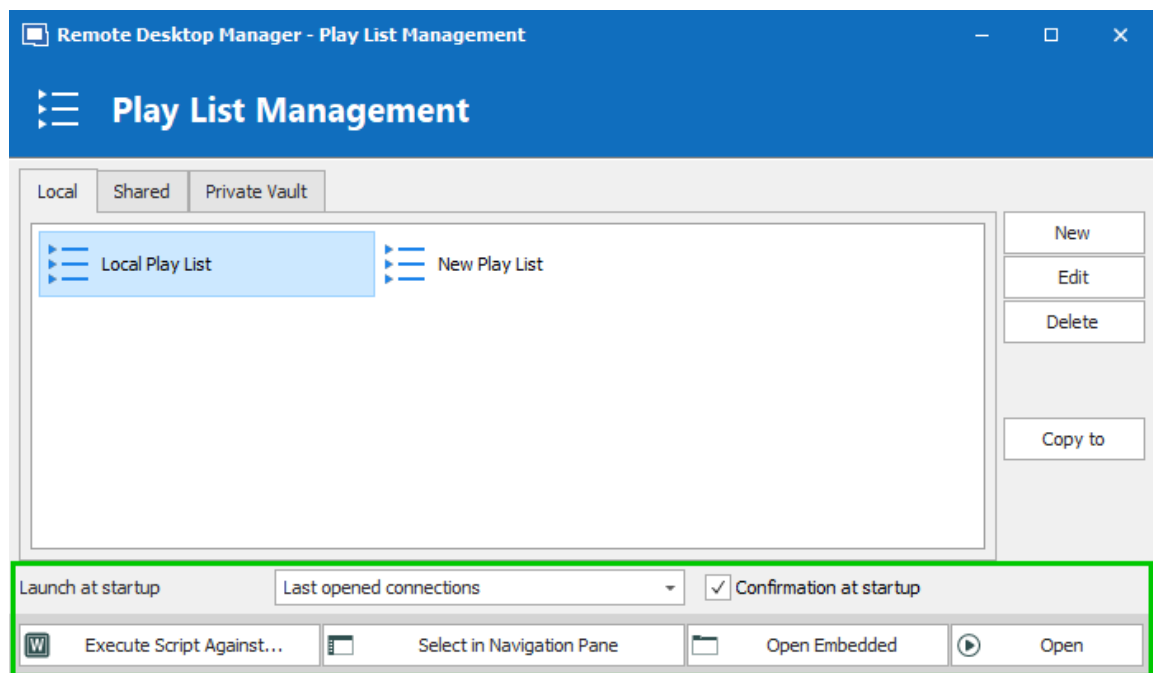 Remote Desktop Manager - Play List Management
Play List Management
Local Shared Private Vault
Local Play List New Play List
New
Edit
Delete
Copy to
Launch at startup Last opened connections Confirmation at startup
W Execute Script Against... Select in Navigation Pane Open Embedded Open